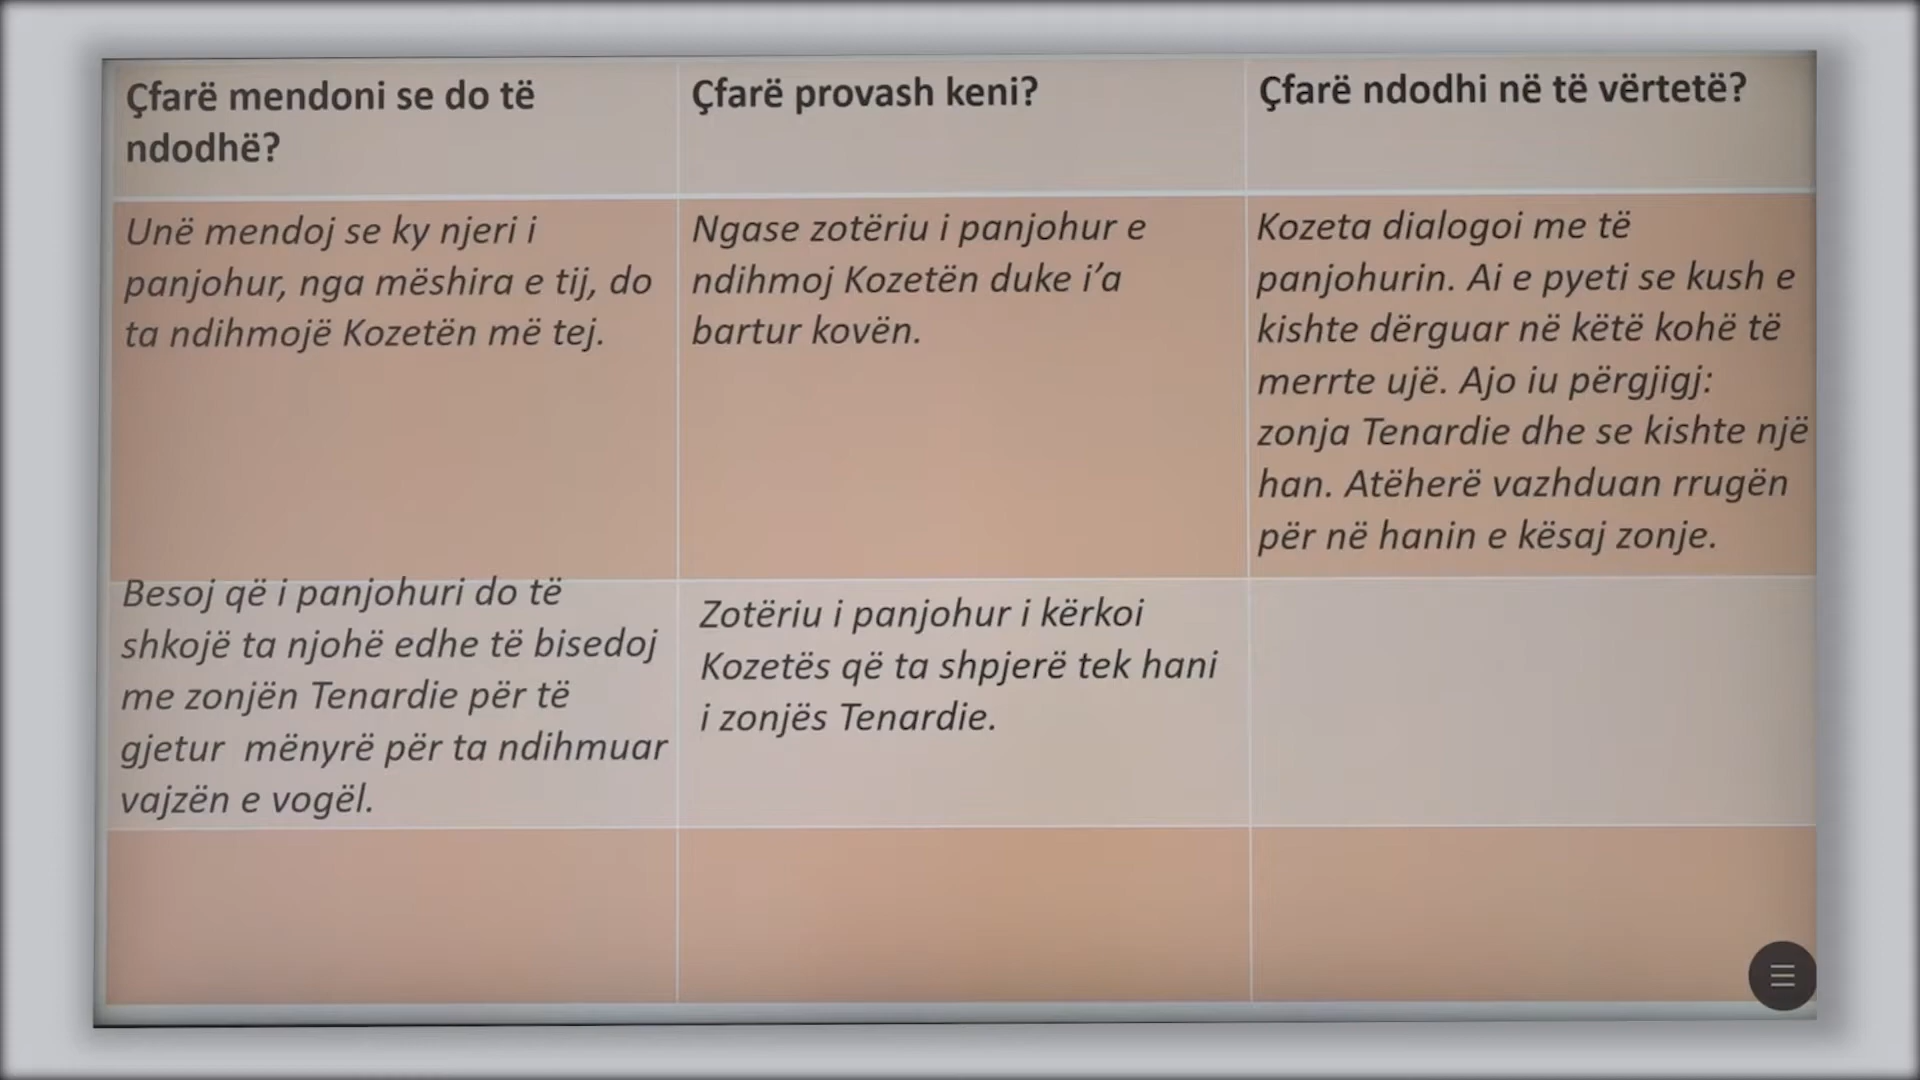 Çfarë mendoni se do të
ndodhë?
Çfarë provash keni?
Çfarë ndodhi në të vërtetë?
Unë mendoj se ky njeri i
panjohur, nga mëshira e tij, do
ta ndihmojë Kozetën më tej.
Ngase zotëriu i panjohur e
ndihmoj Kozetën duke i’a
bartur kovën.
Kozeta dialogoi me të
panjohurin. Ai e pyeti se kush e
kishte dërguar në këtë kohë të
merrte ujë. Ajo iu përgjigj:
zonja Tenardie dhe se kishte një
han. Atëherë vazhduan rrugën
për në hanin e kësaj zonje.
Besoj që i panjohuri do të
shkojë ta njohë edhe të bisedoj
me zonjën Tenardie për të
gjetur  mënyrë për ta ndihmuar
vajzën e vogël.
Zotëriu i panjohur i kërkoi
Kozetës që ta shpjerë tek hani
i zonjës Tenardie.